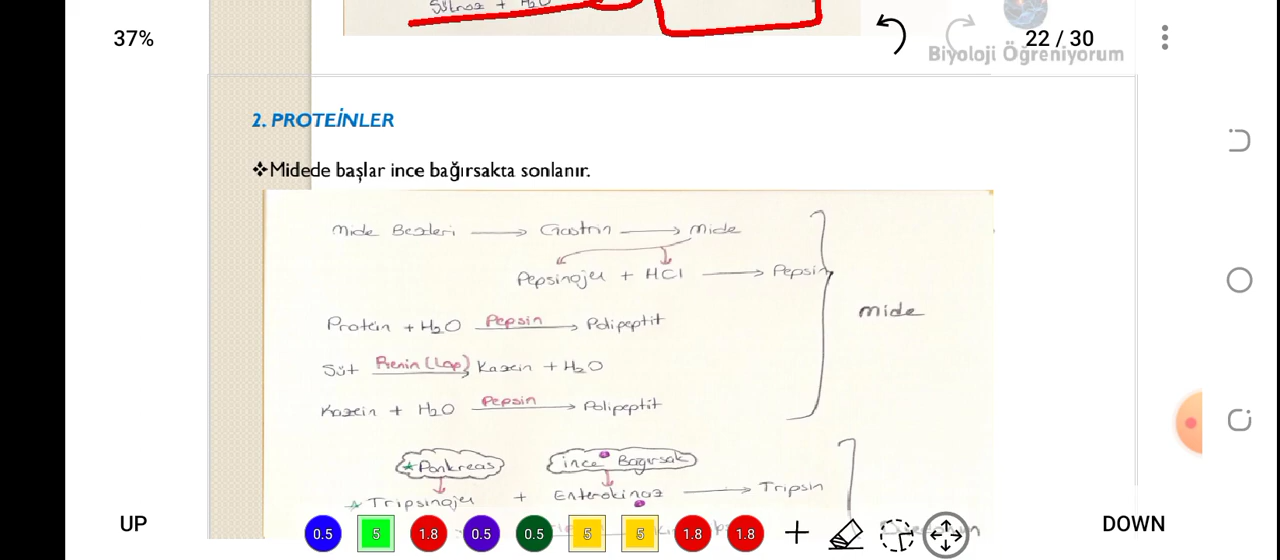 Sükroz + H₂O
37%
22 / 30
Biyoloji Öğreniyorum
2. PROTEİNLER
❖Midede başlar ince bağırsakta sonlanır.
Mide Bezleri → Gastrin → Mide
Pepsinojen + HCl → Pepsin
Protein + H₂O Pepsin → Polipeptit
mide
Süt Renin (Lap) → Kazein + H₂O
Kazein + H₂O Pepsin → Polipeptit
Pankreas ince Bağırsak
Tripsinojen + Enterokinaz → Tripsin
UP
0.5 5 1.8 0.5 0.5 5 5 1.8 1.8
DOWN